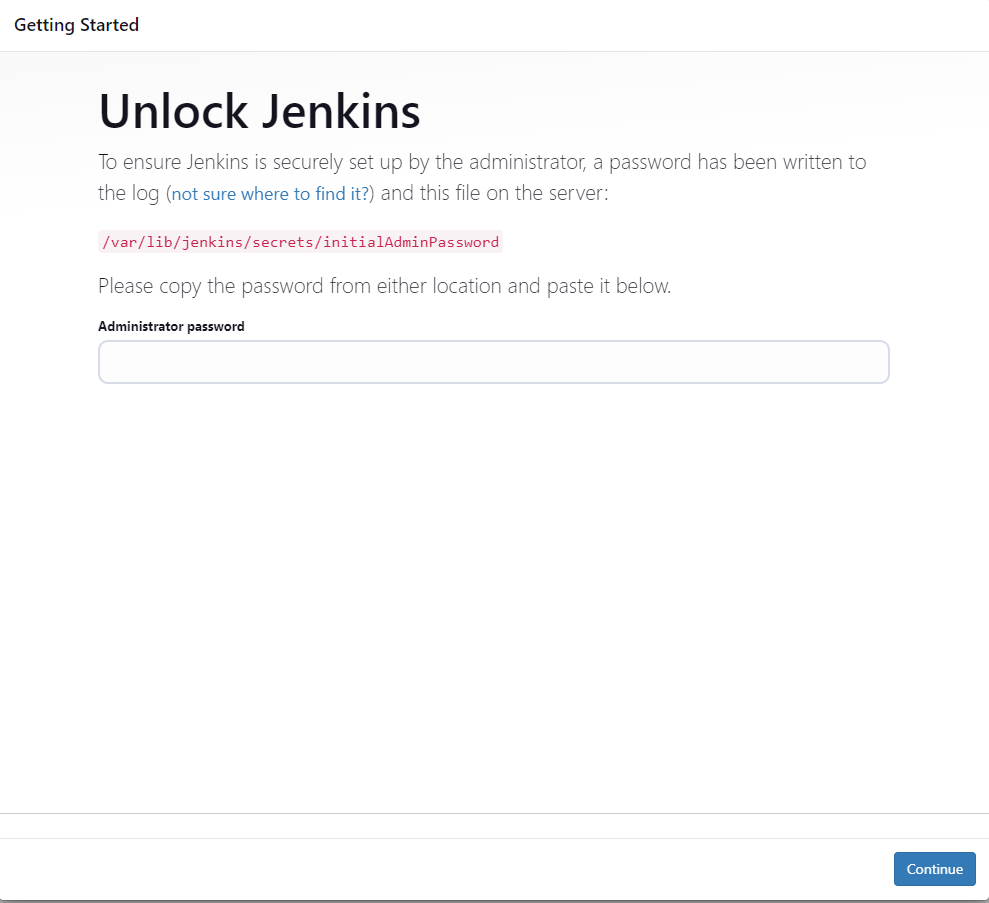 Getting Started
Unlock Jenkins
To ensure Jenkins is securely set up by the administrator, a password has been written to
the log (not sure where to find it?) and this file on the server:
/var/lib/jenkins/secrets/initialAdminPassword
Please copy the password from either location and paste it below.
Administrator password
Continue